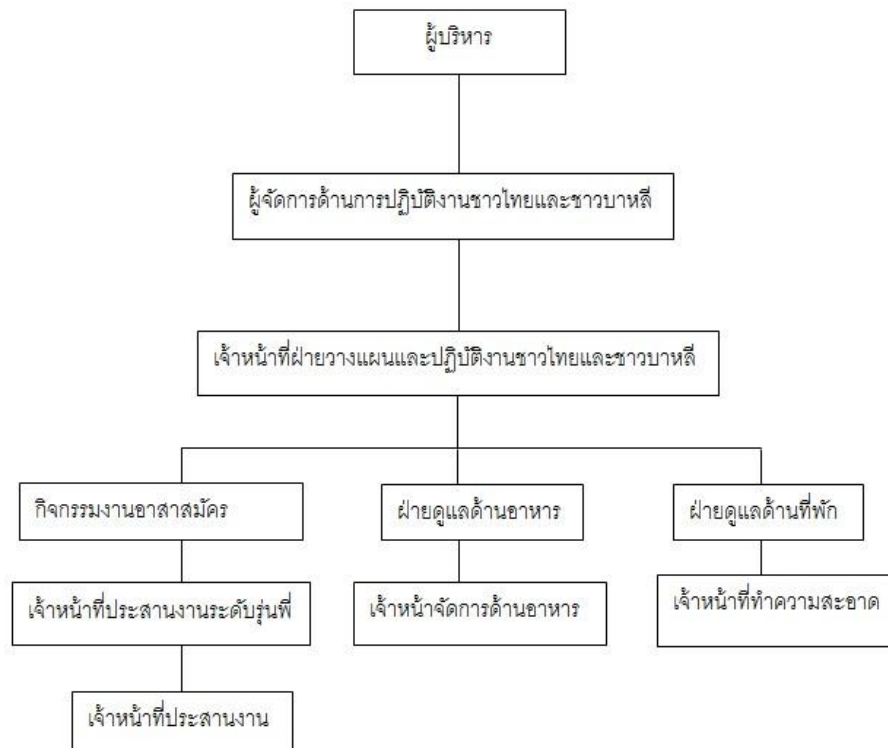 ผู้บริหาร
ผู้จัดการด้านการปฏิบัติงานชาวไทยและชาวบาหลี
เจ้าหน้าที่ฝ่ายวางแผนและปฏิบัติงานชาวไทยและชาวบาหลี
กิจกรรมงานอาสาสมัคร
ฝ่ายดูแลด้านอาหาร
ฝ่ายดูแลด้านที่พัก
เจ้าหน้าที่ประสานงานระดับรุ่นพี่
เจ้าหน้าจัดการด้านอาหาร
เจ้าหน้าที่ทำความสะอาด
เจ้าหน้าที่ประสานงาน